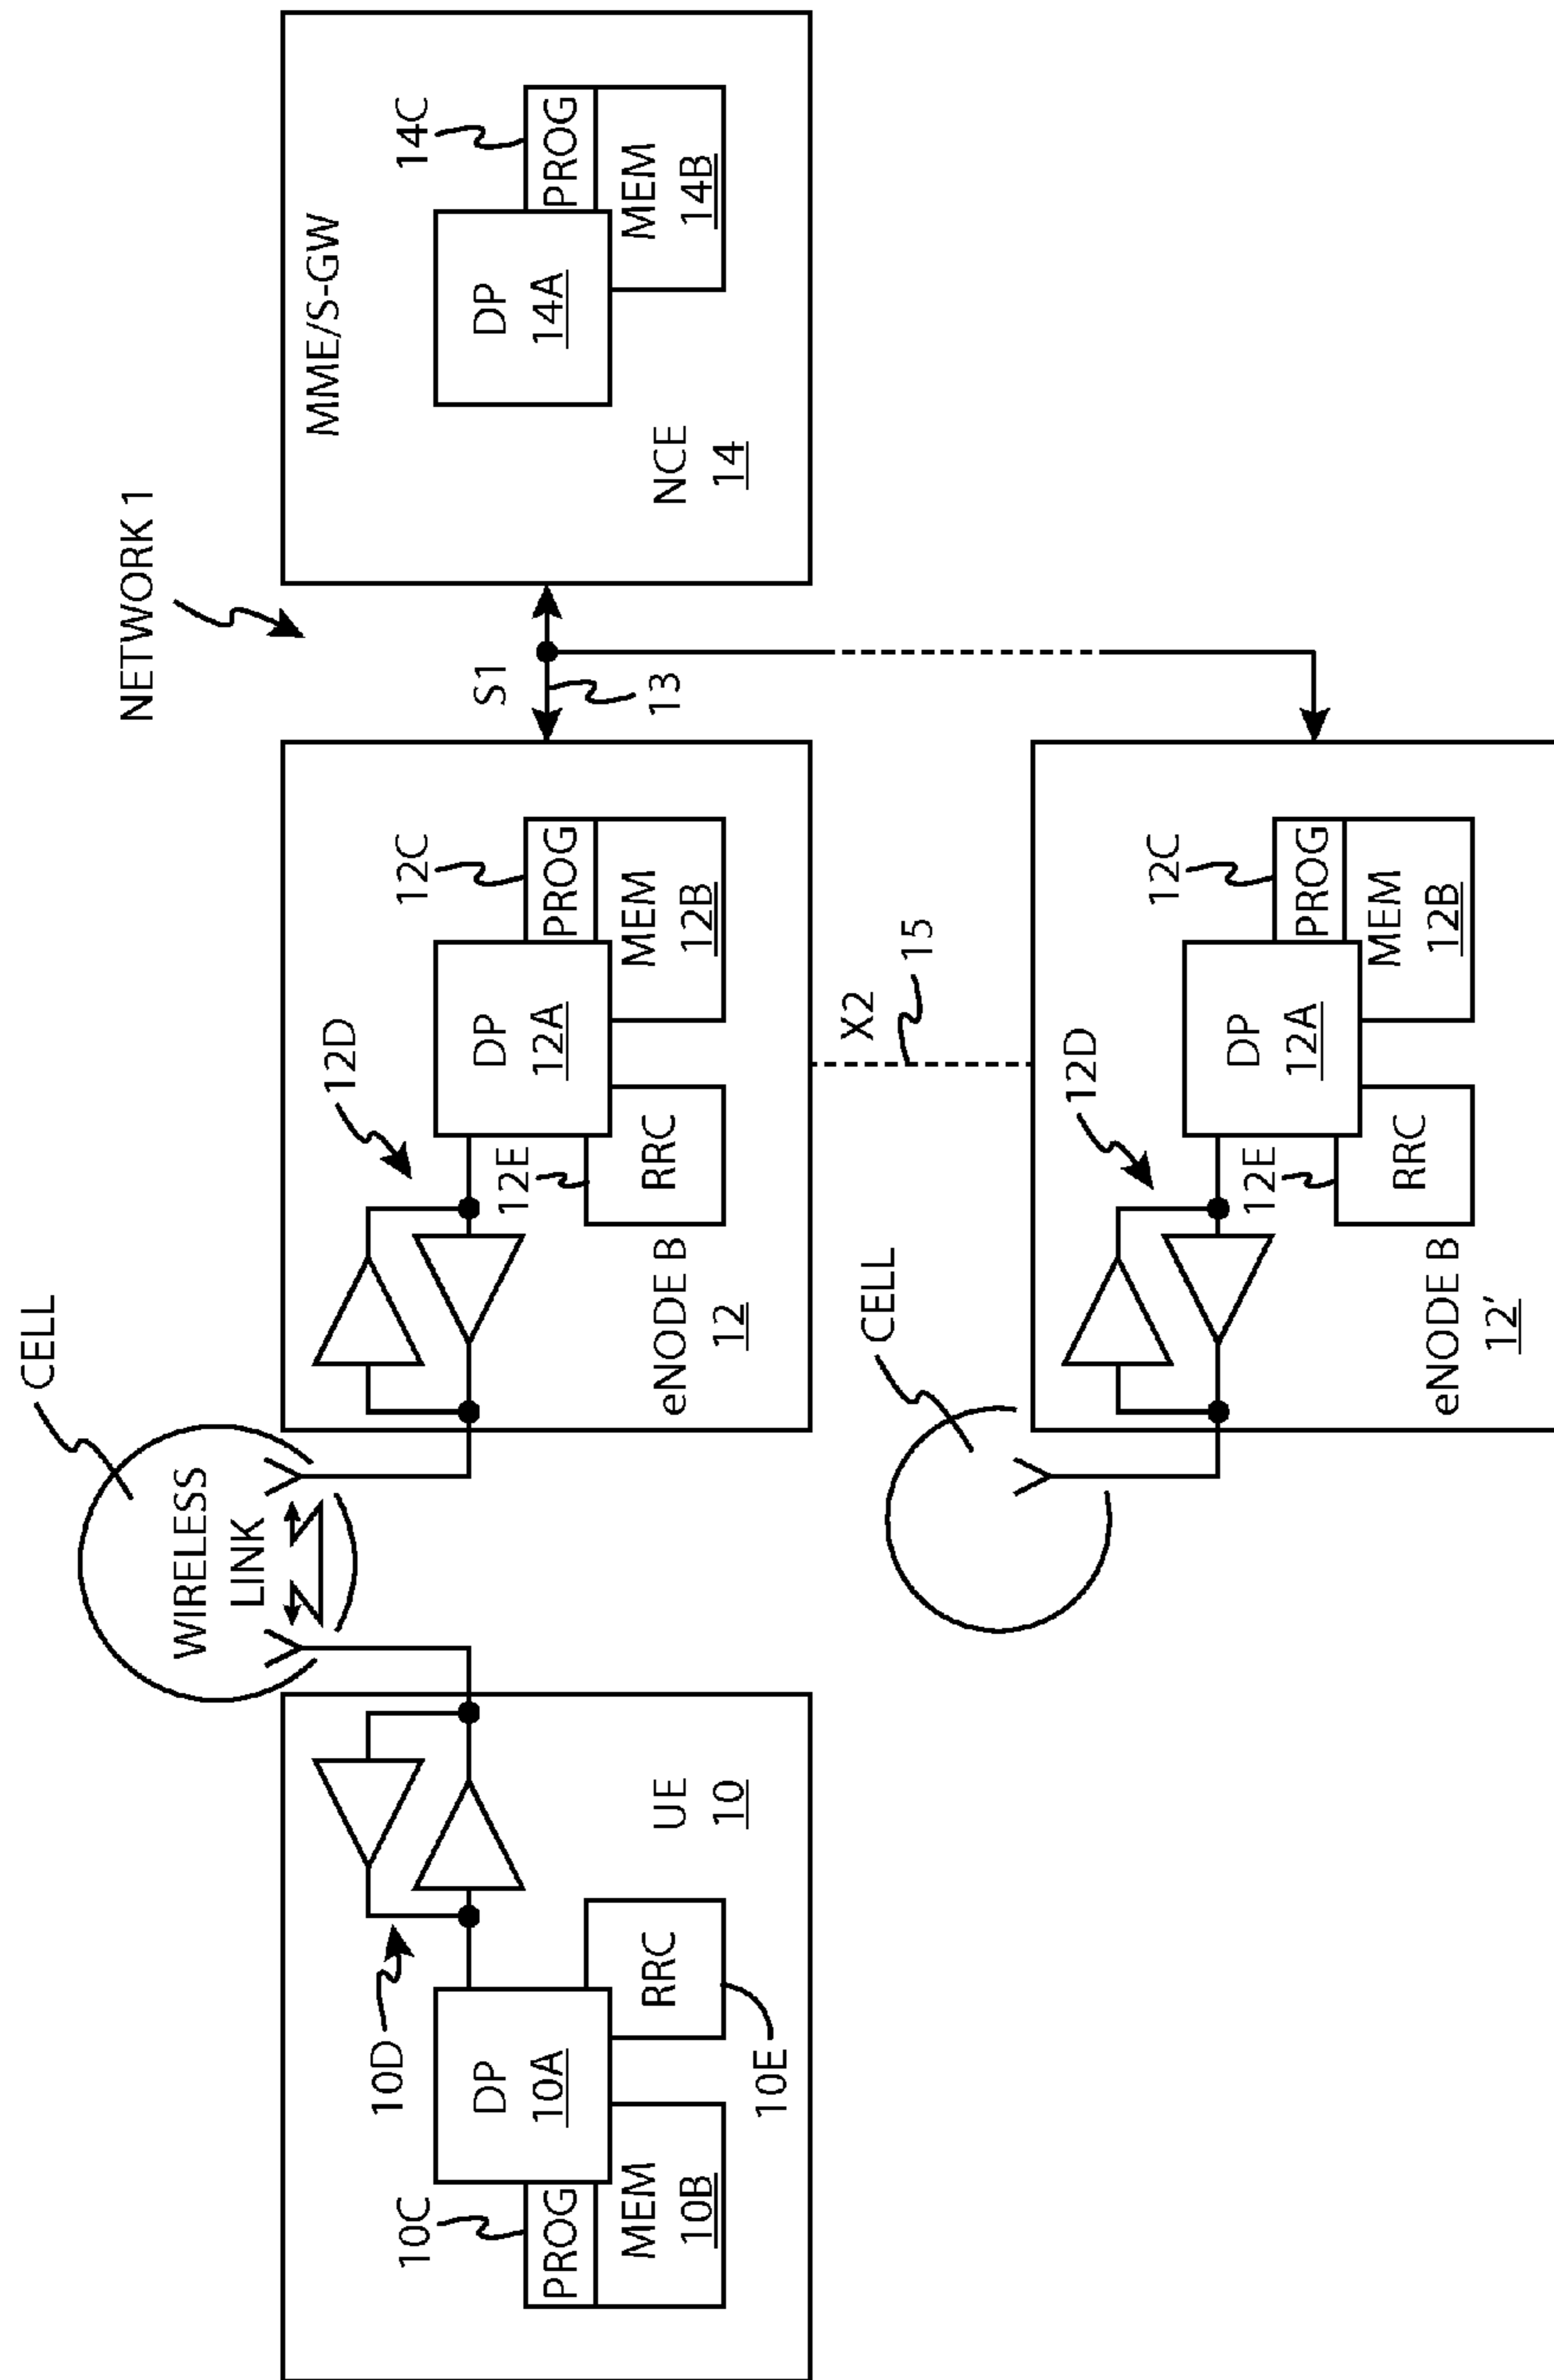 NETWORK 1
CELL
WIRELESS
LINK
10D
10C
PROG
MEM
10B
DP
10A
RRC
10E
UE
10
12D
12C
12E
DP
12A
PROG
MEM
12B
RRC
eNODE B
12
S1
13
MME/S-GW
14C
DP
14A
PROG
MEM
14B
NCE
14
X2
15
CELL
12D
12C
12E
DP
12A
PROG
MEM
12B
RRC
eNODE B
12'